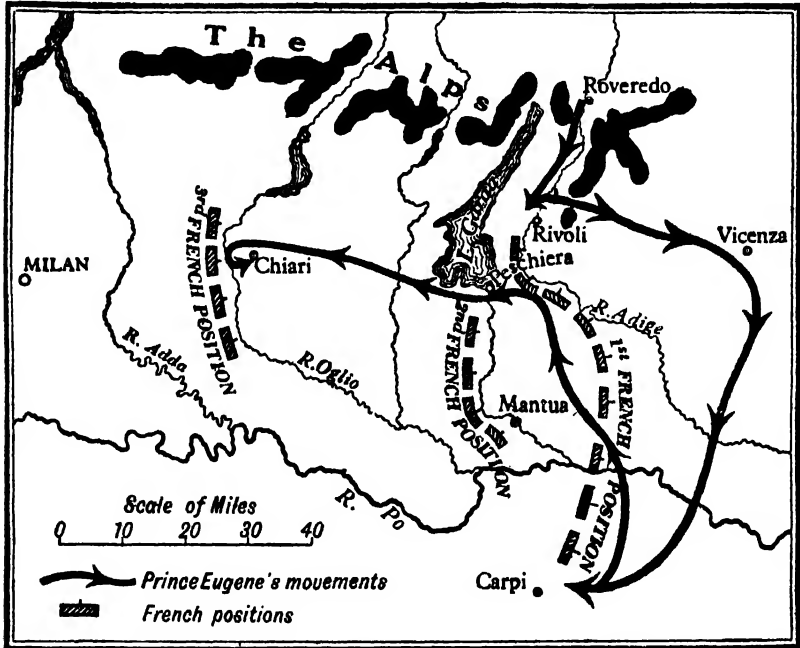 The Alps
Roveredo
L. Garda
Rivoli
Vicenza
Peschiera
MILAN
Chiari
3rd FRENCH POSITION
R. Adige
2nd FRENCH POSITION
1st FRENCH POSITION
R. Adda
R. Oglio
Mantua
R. Po
Scale of Miles
0 10 20 30 40
Prince Eugene's movements
French positions
Carpi